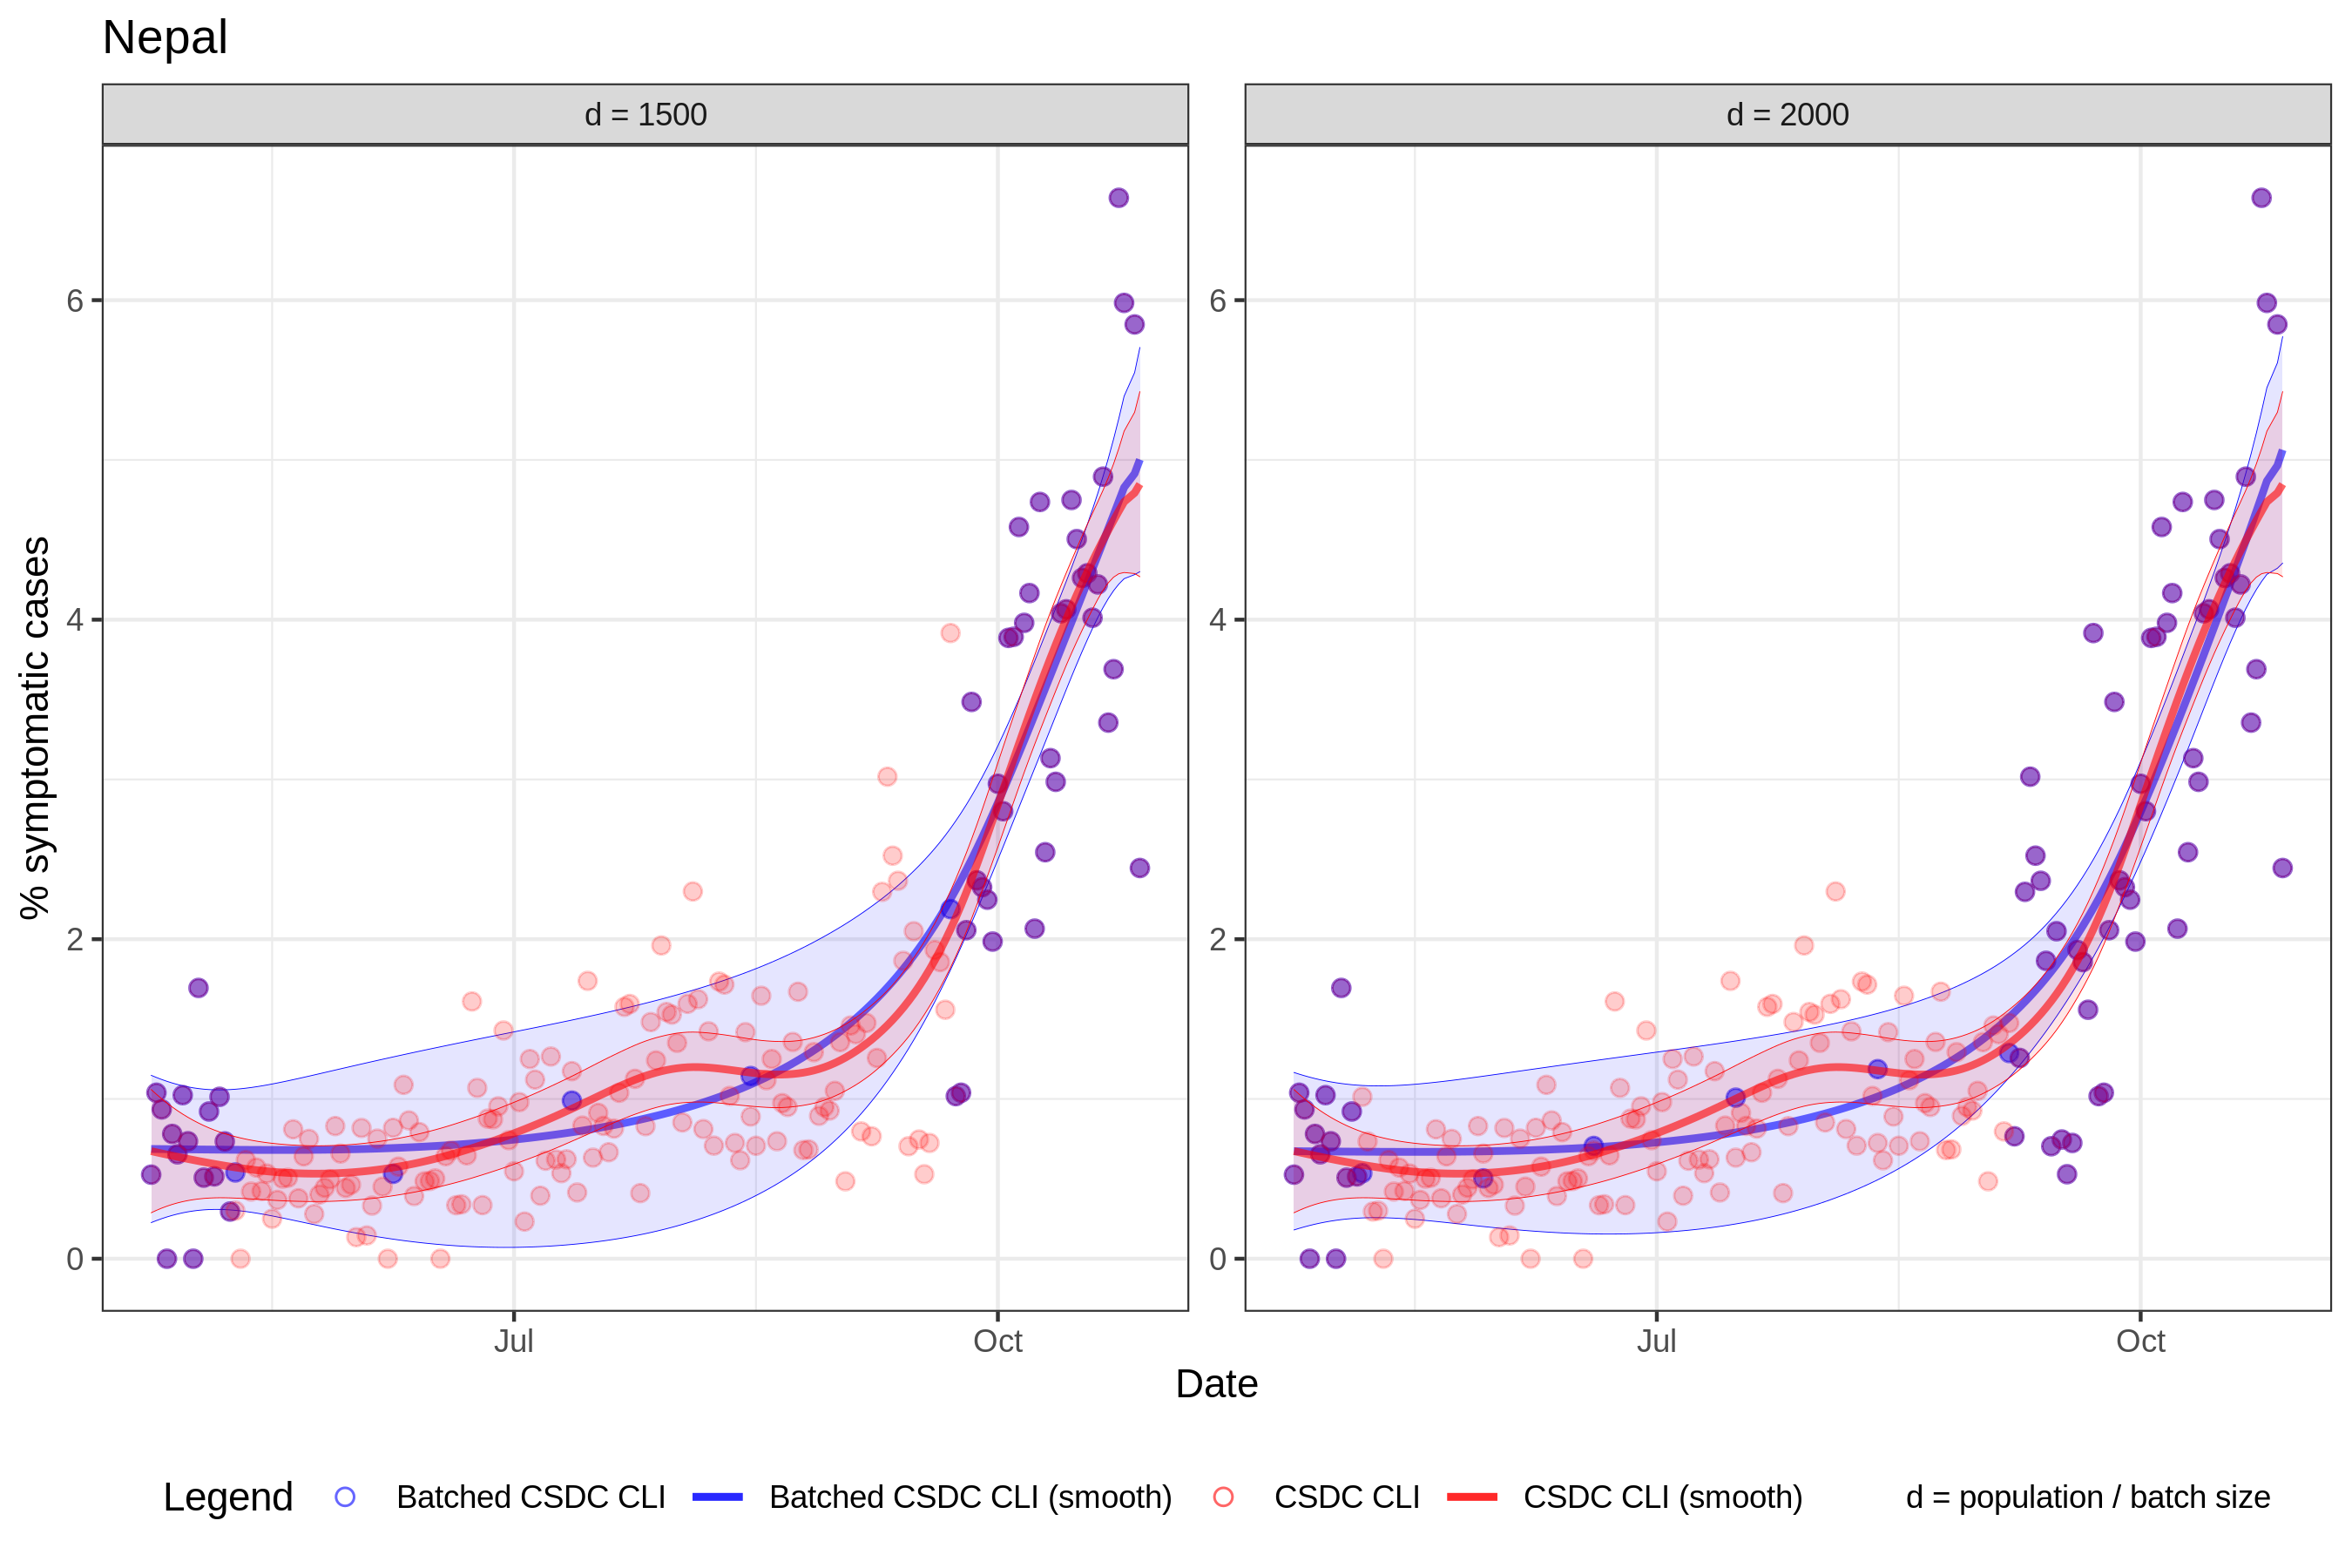 Nepal
d = 1500
d = 2000
% symptomatic cases
6
4
2
0
6
4
2
0
Jul
Oct
Jul
Oct
Date
Legend
Batched CSDC CLI
Batched CSDC CLI (smooth)
CSDC CLI
CSDC CLI (smooth)
d = population / batch size